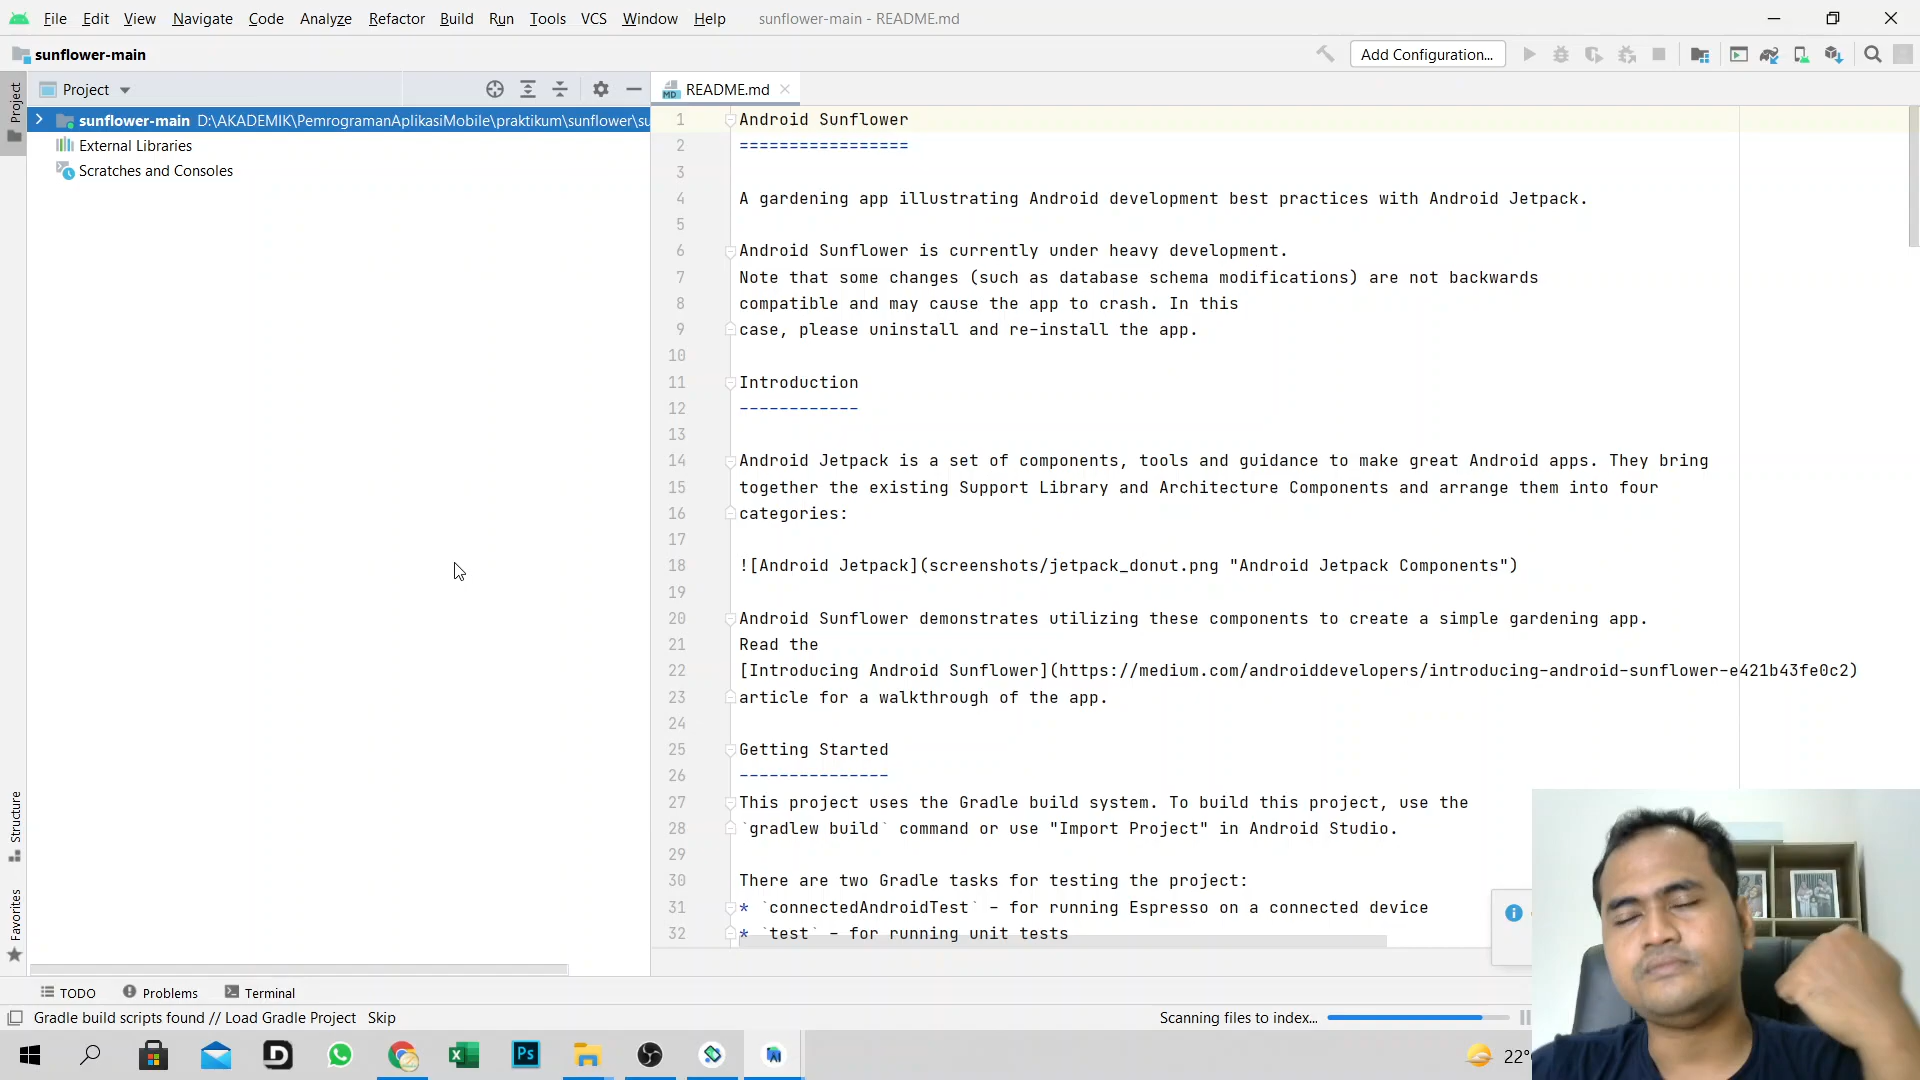 File Edit View Navigate Code Analyze Refactor Build Run Tools VCS Window Help sunflower-main - README.md
sunflower-main
Add Configuration...
Project
Project
README.md
sunflower-main D:\AKADEMIK\PemrogramanAplikasiMobile\praktikum\sunflower\su
External Libraries
Scratches and Consoles
1 Android Sunflower
2 =================
3
4 A gardening app illustrating Android development best practices with Android Jetpack.
5
6 Android Sunflower is currently under heavy development.
7 Note that some changes (such as database schema modifications) are not backwards
8 compatible and may cause the app to crash. In this
9 case, please uninstall and re-install the app.
10
11 Introduction
12 ------------
13
14 Android Jetpack is a set of components, tools and guidance to make great Android apps. They bring
15 together the existing Support Library and Architecture Components and arrange them into four
16 categories:
17
18 ![Android Jetpack](screenshots/jetpack_donut.png "Android Jetpack Components")
19
20 Android Sunflower demonstrates utilizing these components to create a simple gardening app.
21 Read the
22 [Introducing Android Sunflower](https://medium.com/androiddevelopers/introducing-android-sunflower-e421b43fe0c2)
23 article for a walkthrough of the app.
24
25 Getting Started
26 ---------------
27 This project uses the Gradle build system. To build this project, use the
28 `gradlew build` command or use "Import Project" in Android Studio.
29
30 There are two Gradle tasks for testing the project:
31 * `connectedAndroidTest` - for running Espresso on a connected device
32 * `test` - for running unit tests
Structure
Favorites
TODO Problems Terminal
Gradle build scripts found // Load Gradle Project Skip
Scanning files to index...
Ps
22°